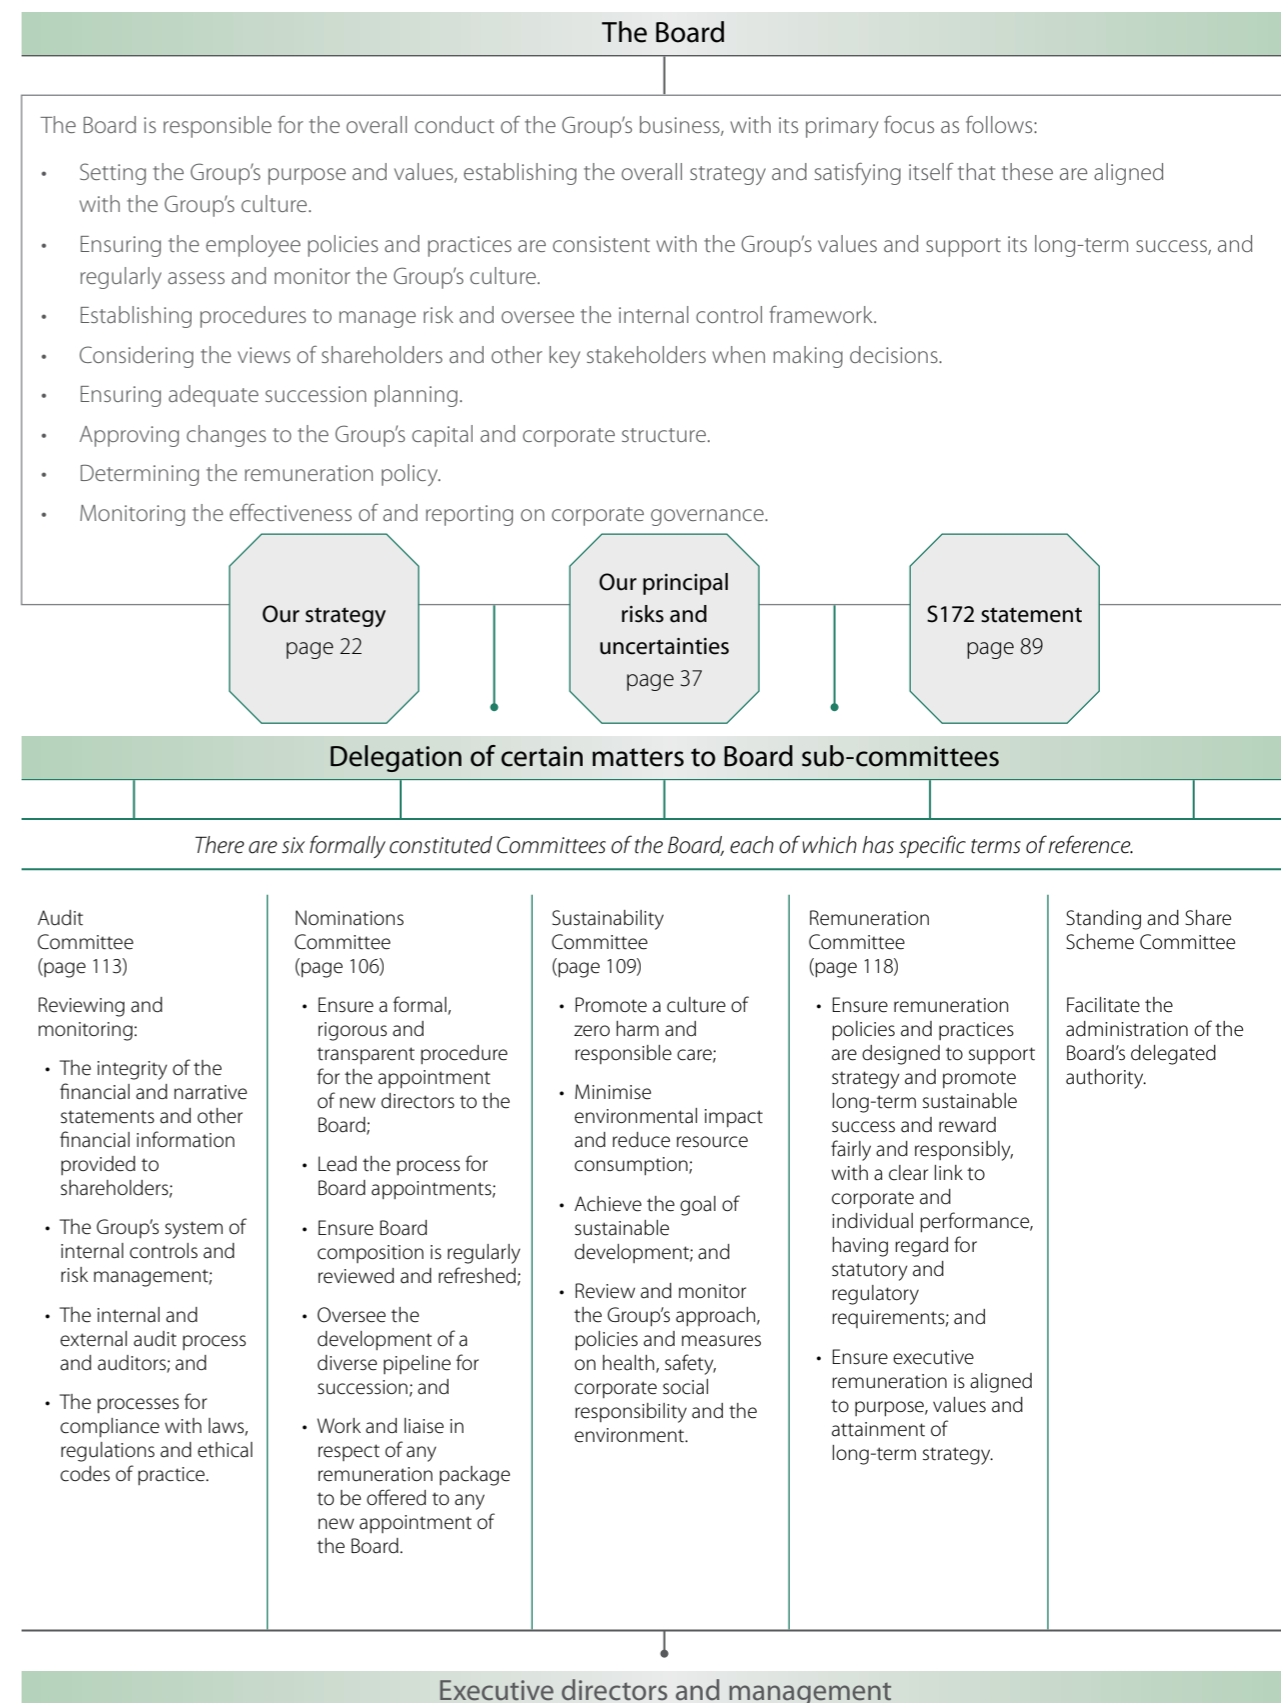 The Board
The Board is responsible for the overall conduct of the Group's business, with its primary focus as follows:
• Setting the Group's purpose and values, establishing the overall strategy and satisfying itself that these are aligned
with the Group's culture.
• Ensuring the employee policies and practices are consistent with the Group's values and support its long-term success, and
regularly assess and monitor the Group's culture.
• Establishing procedures to manage risk and oversee the internal control framework.
• Considering the views of shareholders and other key stakeholders when making decisions.
• Ensuring adequate succession planning.
• Approving changes to the Group's capital and corporate structure.
• Determining the remuneration policy.
• Monitoring the effectiveness of and reporting on corporate governance.
Our strategy
page 22
Our principal
risks and
uncertainties
page 37
S172 statement
page 89
Delegation of certain matters to Board sub-committees
There are six formally constituted Committees of the Board, each of which has specific terms of reference.
Audit
Committee
(page 113)
Reviewing and
monitoring:
• The integrity of the
financial and narrative
statements and other
financial information
provided to
shareholders;
• The Group's system of
internal controls and
risk management;
• The internal and
external audit process
and auditors; and
• The processes for
compliance with laws,
regulations and ethical
codes of practice.
Nominations
Committee
(page 106)
• Ensure a formal,
rigorous and
transparent procedure
for the appointment
of new directors to the
Board;
• Lead the process for
Board appointments;
• Ensure Board
composition is regularly
reviewed and refreshed;
• Oversee the
development of a
diverse pipeline for
succession; and
• Work and liaise in
respect of any
remuneration package
to be offered to any
new appointment of
the Board.
Sustainability
Committee
(page 109)
• Promote a culture of
zero harm and
responsible care;
• Minimise
environmental impact
and reduce resource
consumption;
• Achieve the goal of
sustainable
development; and
• Review and monitor
the Group's approach,
policies and measures
on health, safety,
corporate social
responsibility and the
environment.
Remuneration
Committee
(page 118)
• Ensure remuneration
policies and practices
are designed to support
strategy and promote
long-term sustainable
success and reward
fairly and responsibly,
with a clear link to
corporate and
individual performance,
having regard for
statutory and
regulatory
requirements; and
• Ensure executive
remuneration is aligned
to purpose, values and
attainment of
long-term strategy.
Standing and Share
Scheme Committee
Facilitate the
administration of the
Board's delegated
authority.
Executive directors and management